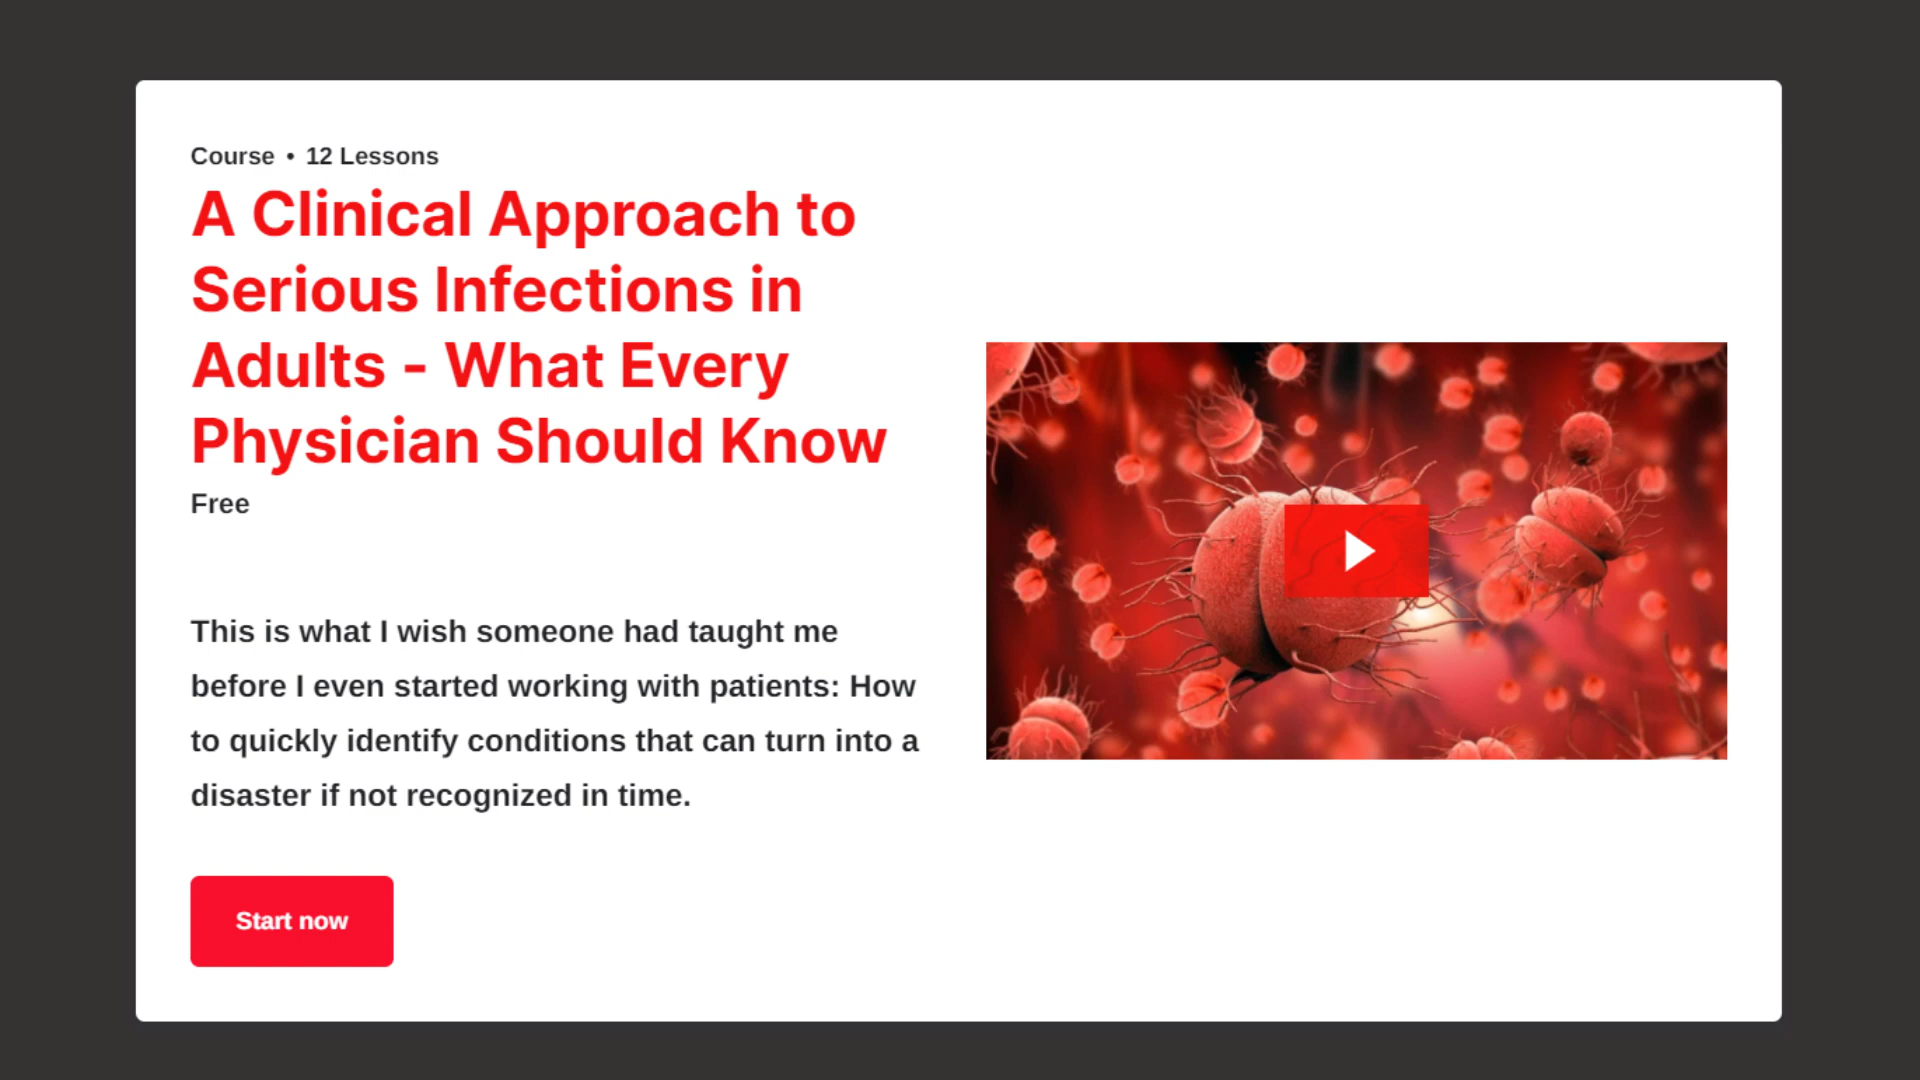 Course • 12 Lessons
A Clinical Approach to
Serious Infections in
Adults - What Every
Physician Should Know
Free
This is what I wish someone had taught me
before I even started working with patients: How
to quickly identify conditions that can turn into a
disaster if not recognized in time.
Start now